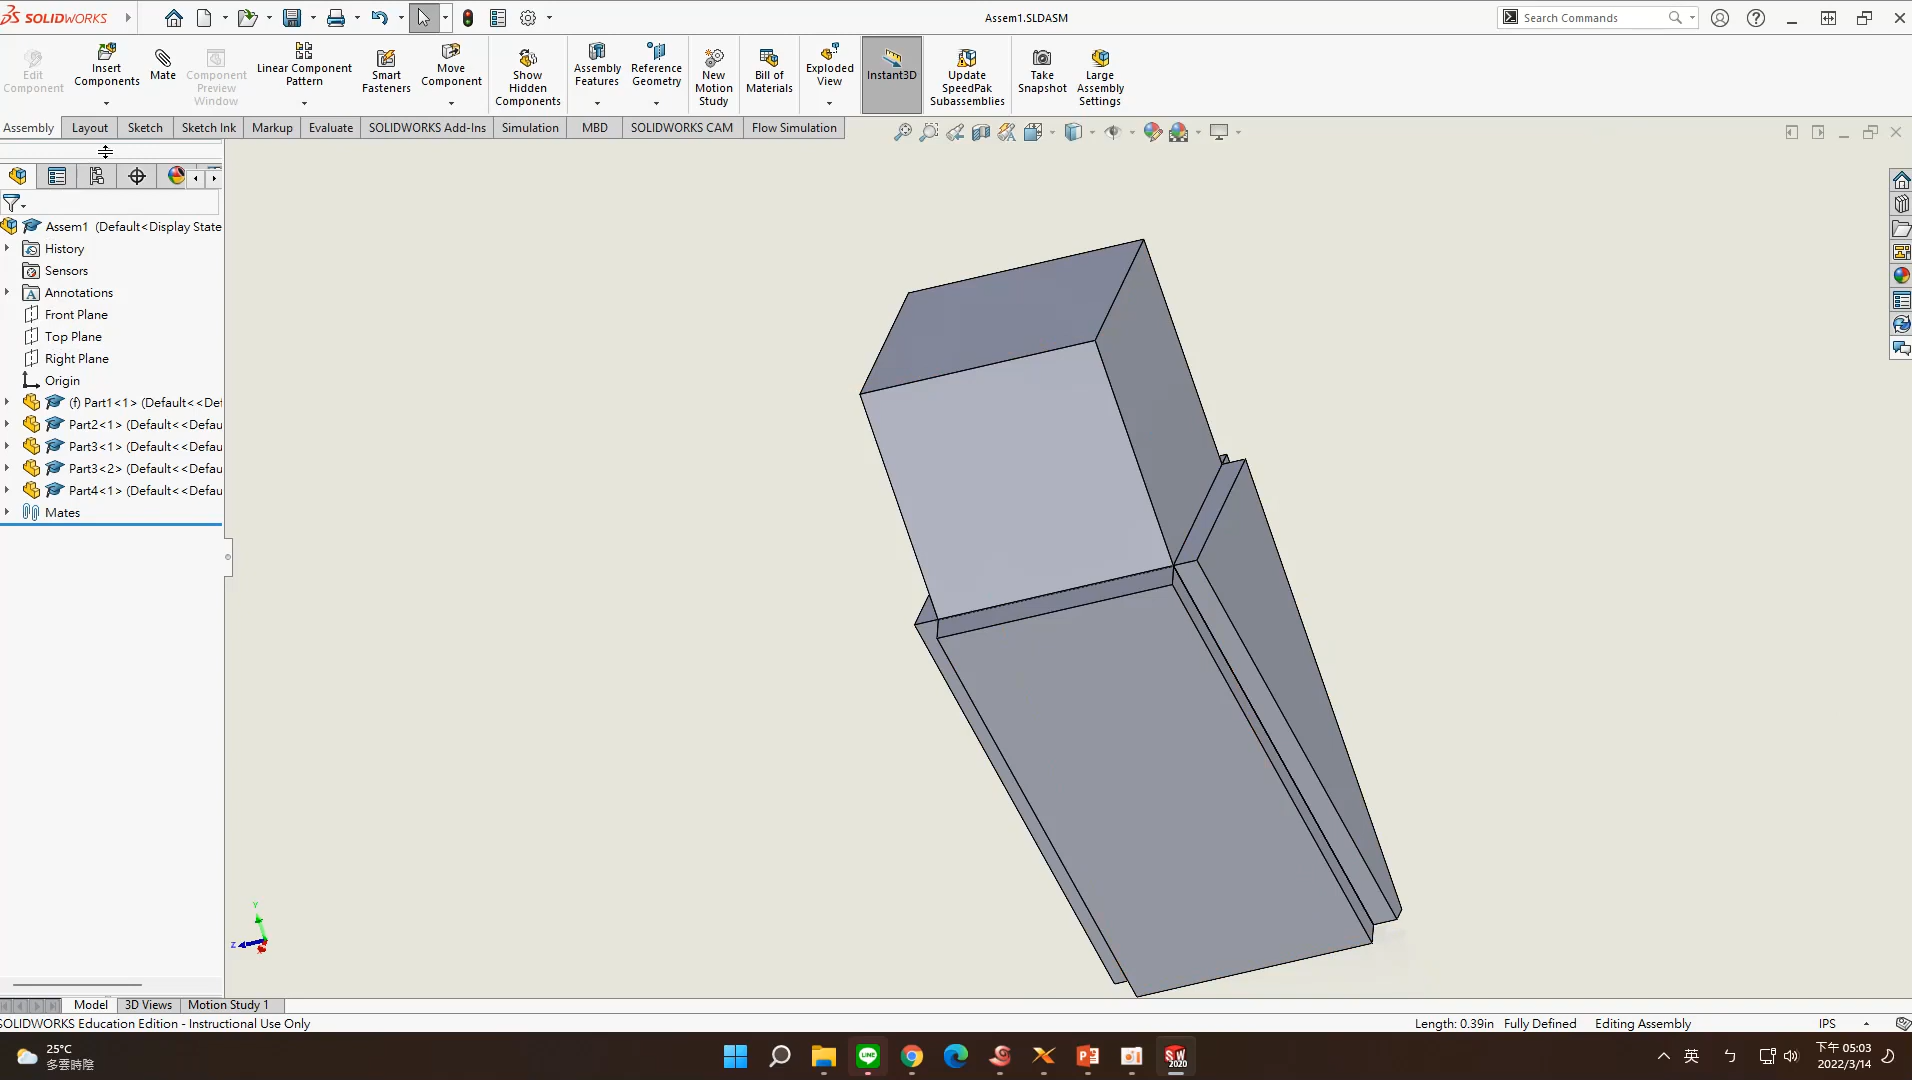 SOLIDWORKS
Assem1.SLDASM
Search Commands
Edit
Component
Insert
Components
Mate
Component
Preview
Window
Linear Component
Pattern
Smart
Fasteners
Move
Component
Show
Hidden
Components
Assembly
Features
Reference
Geometry
New
Motion
Study
Bill of
Materials
Exploded
View
Instant3D
Update
SpeedPak
Subassemblies
Take
Snapshot
Large
Assembly
Settings
Assembly
Layout
Sketch
Sketch Ink
Markup
Evaluate
SOLIDWORKS Add-Ins
Simulation
MBD
SOLIDWORKS CAM
Flow Simulation
Assem1 (Default<Display State
History
Sensors
Annotations
Front Plane
Top Plane
Right Plane
Origin
(f) Part1<1> (Default<<Def
Part2<1> (Default<<Defau
Part3<1> (Default<<Defau
Part3<2> (Default<<Defau
Part4<1> (Default<<Defau
Mates
Y
Z
Model
3D Views
Motion Study 1
SOLIDWORKS Education Edition - Instructional Use Only
Length: 0.39in
Fully Defined
Editing Assembly
IPS
25°C
多雲時陰
LINE
SW
2020
英
ㄅ
下午 05:03
2022/3/14